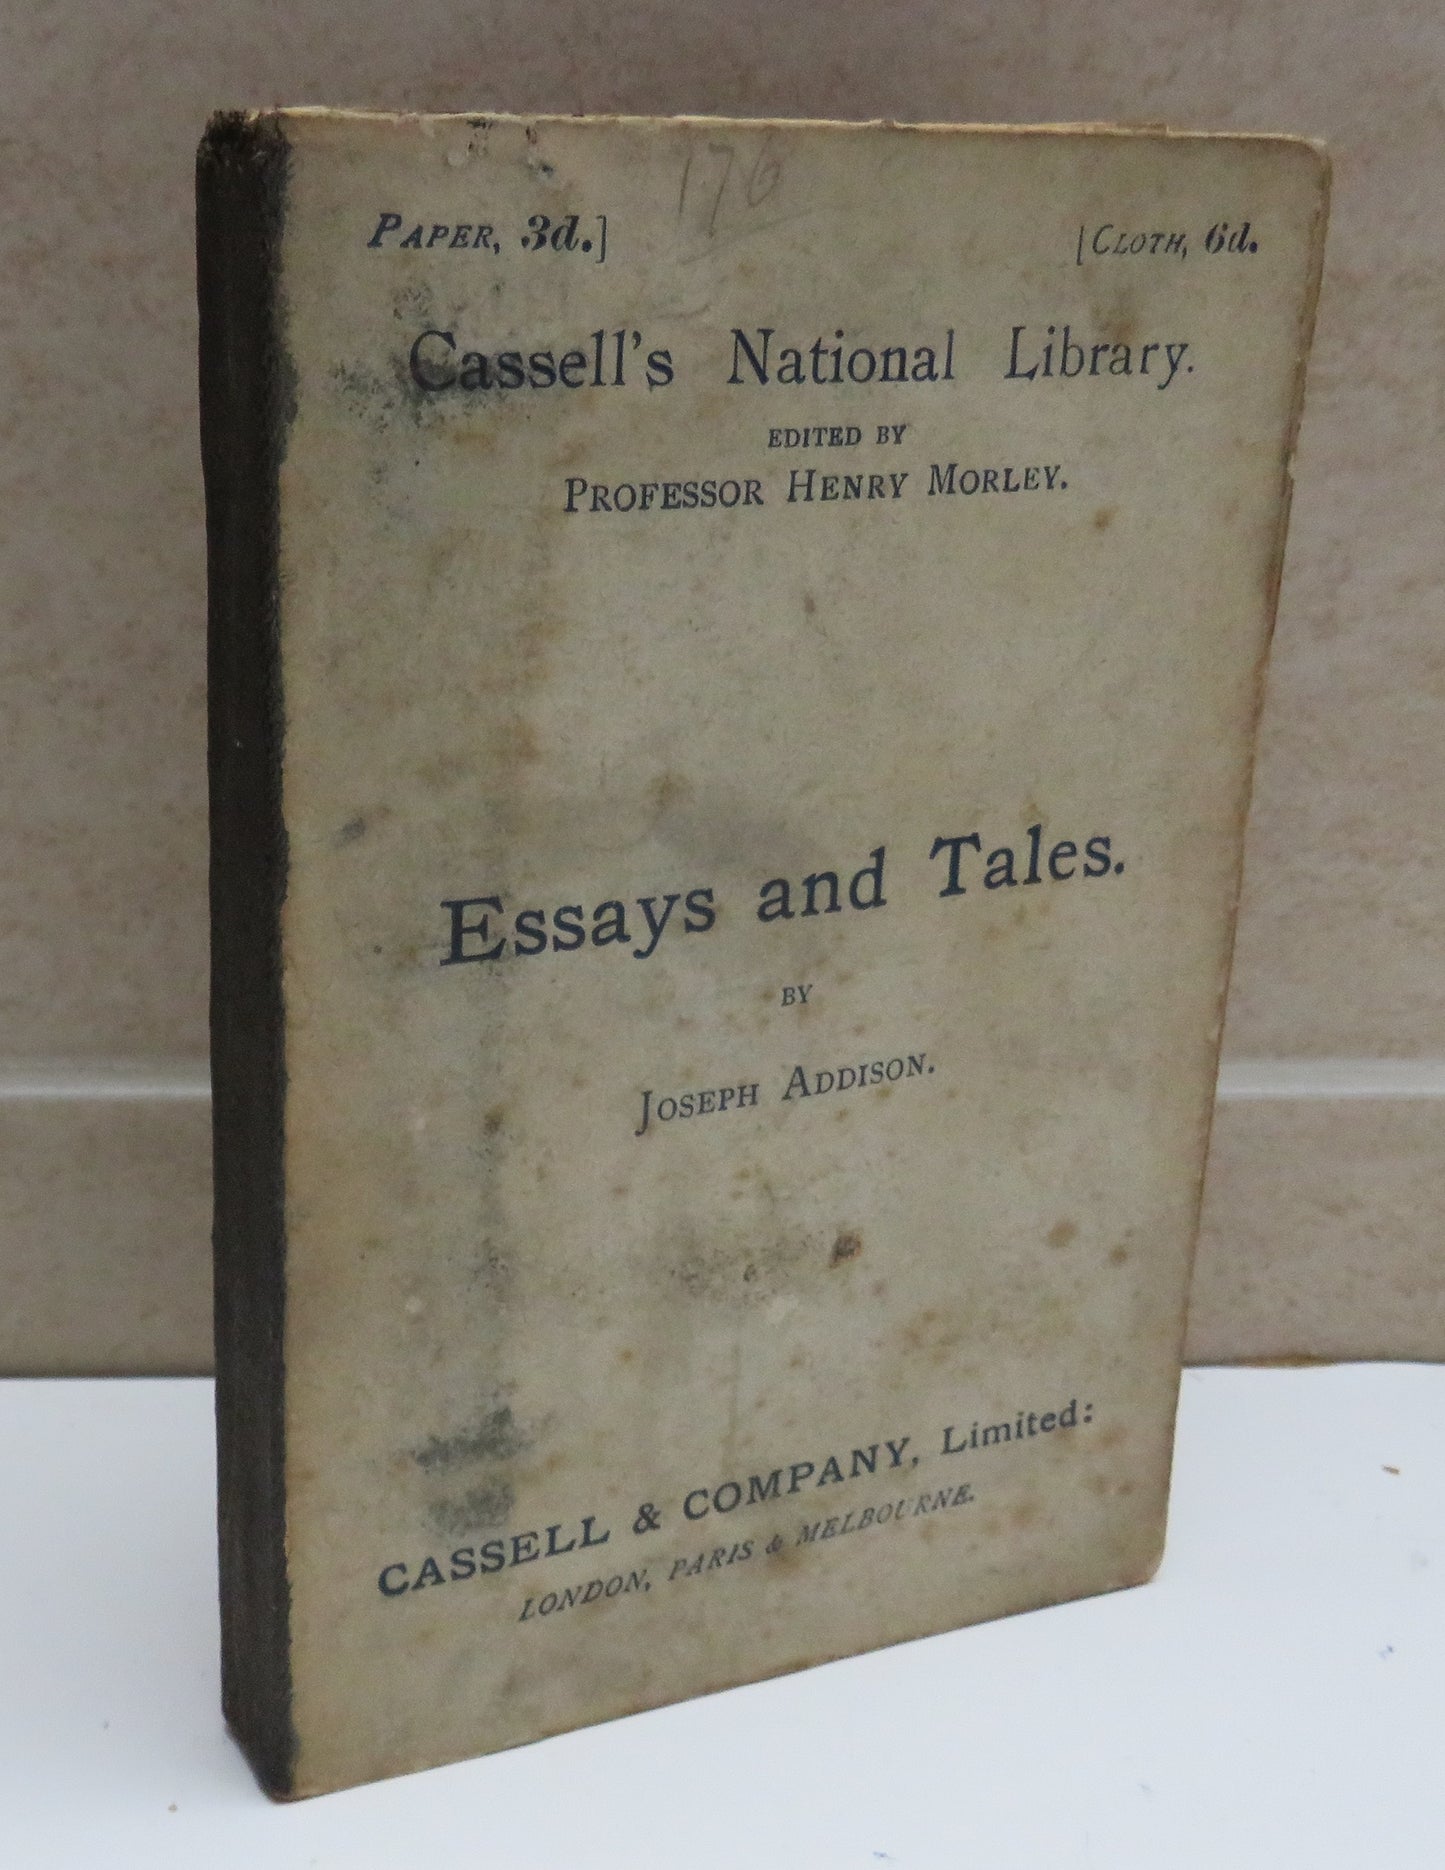 176
PAPER, 3d.] [CLOTH, 6d.
Cassell's National Library.
EDITED BY
PROFESSOR HENRY MORLEY.
Essays and Tales.
BY
JOSEPH ADDISON.
CASSELL & COMPANY, Limited:
LONDON, PARIS & MELBOURNE.